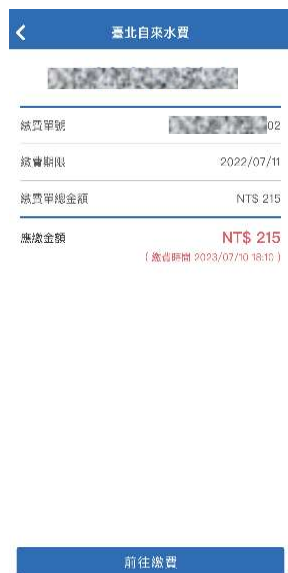 臺北自來水費
繳費單號 02
繳費期限 2022/07/11
繳費單總金額 NT$ 215
應繳金額 NT$ 215
( 繳費時間 2023/07/10 18:10 )
前往繳費